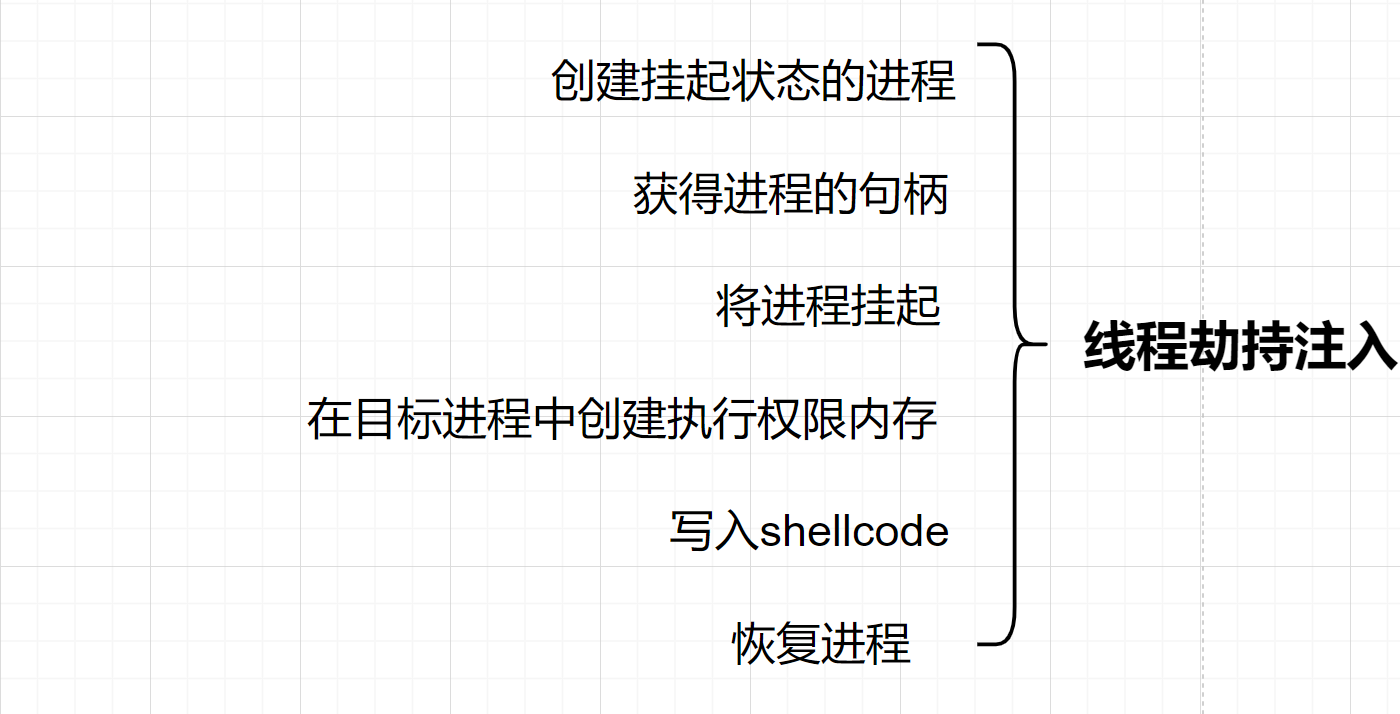 创建挂起状态的进程
获得进程的句柄
将进程挂起
在目标进程中创建执行权限内存
写入shellcode
恢复进程
线程劫持注入